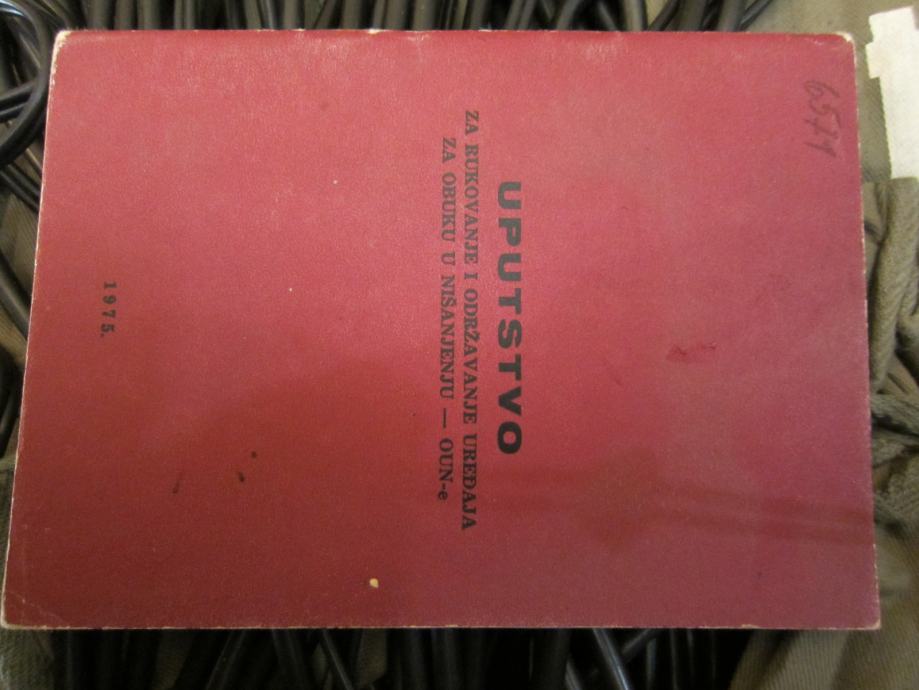 6571
UPUTSTVO
ZA RUKOVANJE I ODRŽAVANJE UREĐAJA
ZA OBUKU U NIŠANJENJU — OUN-e
1975.